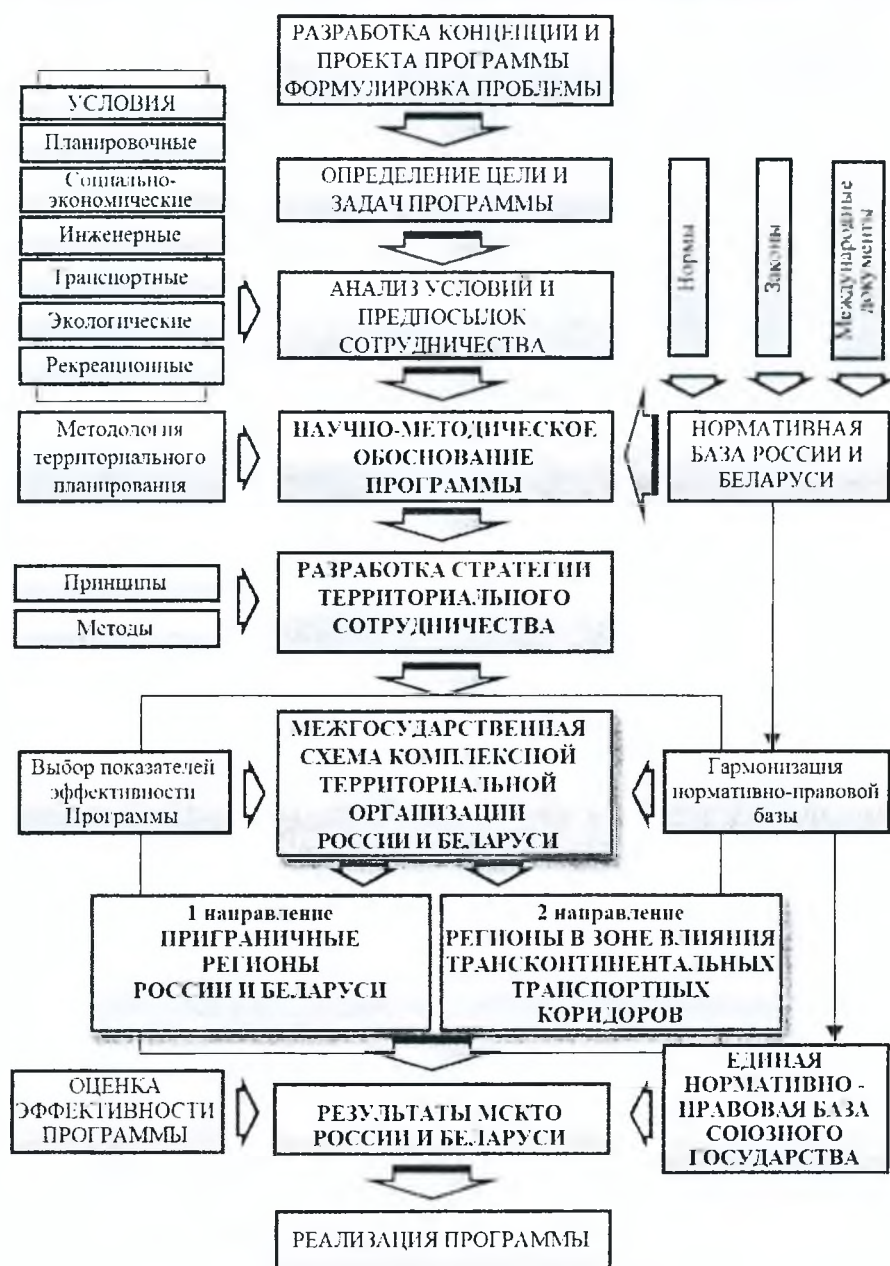 РАЗРАБОТКА КОНЦЕПЦИИ И
ПРОЕКТА ПРОГРАММЫ
ФОРМУЛИРОВКА ПРОБЛЕМЫ
УСЛОВИЯ
Планировочные
Социально-
экономические
Инженерные
Транспортные
Экологические
Рекреационные
ОПРЕДЕЛЕНИЕ ЦЕЛИ И
ЗАДАЧ ПРОГРАММЫ
Нормы
Законы
Международные
документы
АНАЛИЗ УСЛОВИЙ И
ПРЕДПОСЫЛОК
СОТРУДНИЧЕСТВА
Методология
территориального
планирования
НАУЧНО-МЕТОДИЧЕСКОЕ
ОБОСНОВАНИЕ
ПРОГРАММЫ
НОРМАТИВНАЯ
БАЗА РОССИИ И
БЕЛАРУСИ
Принципы
Методы
РАЗРАБОТКА СТРАТЕГИИ
ТЕРРИТОРИАЛЬНОГО
СОТРУДНИЧЕСТВА
Выбор показателей
эффективности
Программы
МЕЖГОСУДАРСТВЕННАЯ
СХЕМА КОМПЛЕКСНОЙ
ТЕРРИТОРИАЛЬНОЙ
ОРГАНИЗАЦИИ
РОССИИ И БЕЛАРУСИ
Гармонизация
нормативно-правовой
базы
1 направление
ПРИГРАНИЧНЫЕ
РЕГИОНЫ
РОССИИ И БЕЛАРУСИ
2 направление
РЕГИОНЫ В ЗОНЕ ВЛИЯНИЯ
ТРАНСКОНТИНЕНТАЛЬНЫХ
ТРАНСПОРТНЫХ
КОРИДОРОВ
ОЦЕНКА
ЭФФЕКТИВНОСТИ
ПРОГРАММЫ
РЕЗУЛЬТАТЫ МСКТО
РОССИИ И БЕЛАРУСИ
ЕДИНАЯ
НОРМАТИВНО -
ПРАВОВАЯ БАЗА
СОЮЗНОГО
ГОСУДАРСТВА
РЕАЛИЗАЦИЯ ПРОГРАММЫ